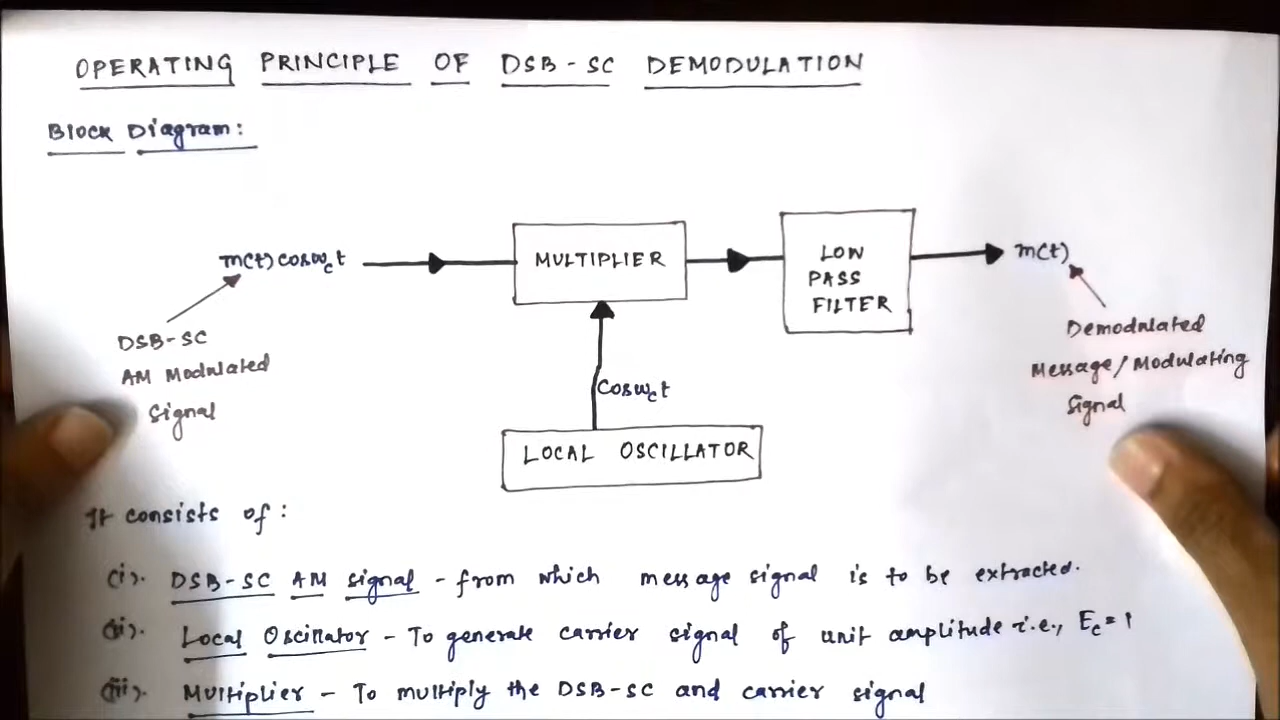 OPERATING PRINCIPLE OF DSB-SC DEMODULATION
Block Diagram:
m(t) cosω_c t
MULTIPLIER
LOW
PASS
FILTER
m(t)
DSB-SC
AM Modulated
signal
cosω_c t
Demodulated
Message/Modulating
signal
LOCAL OSCILLATOR
It consists of:
(i). DSB-SC AM signal - from which message signal is to be extracted.
(ii). Local Oscillator - To generate carrier signal of unit amplitude i.e., E_c = 1
(iii). Multiplier - To multiply the DSB-SC and carrier signal